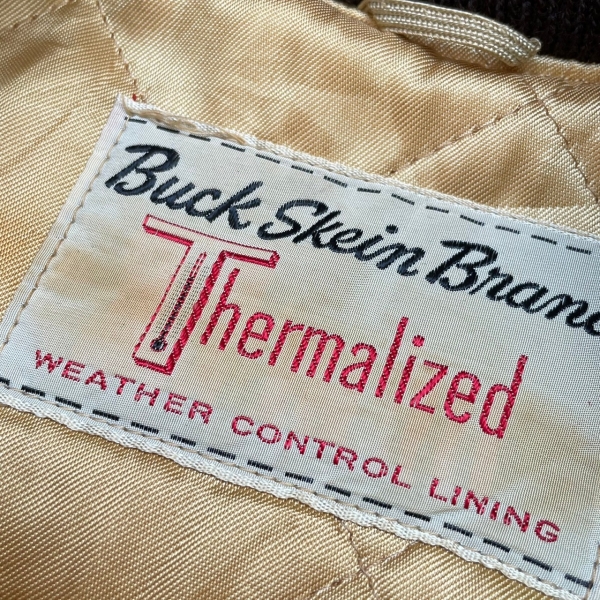 Buck Skein Brand
Thermalized
WEATHER CONTROL LINING